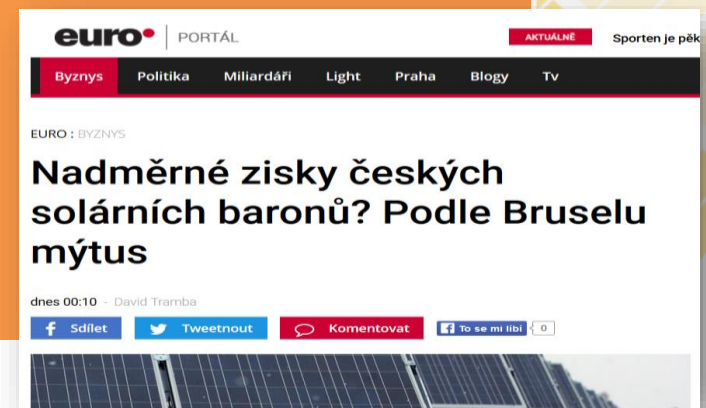 euro PORTÁL
AKTUÁLNĚ Sporten je pěk
Byznys Politika Miliardáři Light Praha Blogy Tv
EURO : BYZNYS
Nadměrné zisky českých
solárních baronů? Podle Bruselu
mýtus
dnes 00:10 - David Tramba
Sdílet Tweetnout Komentovat To se mi líbí 0